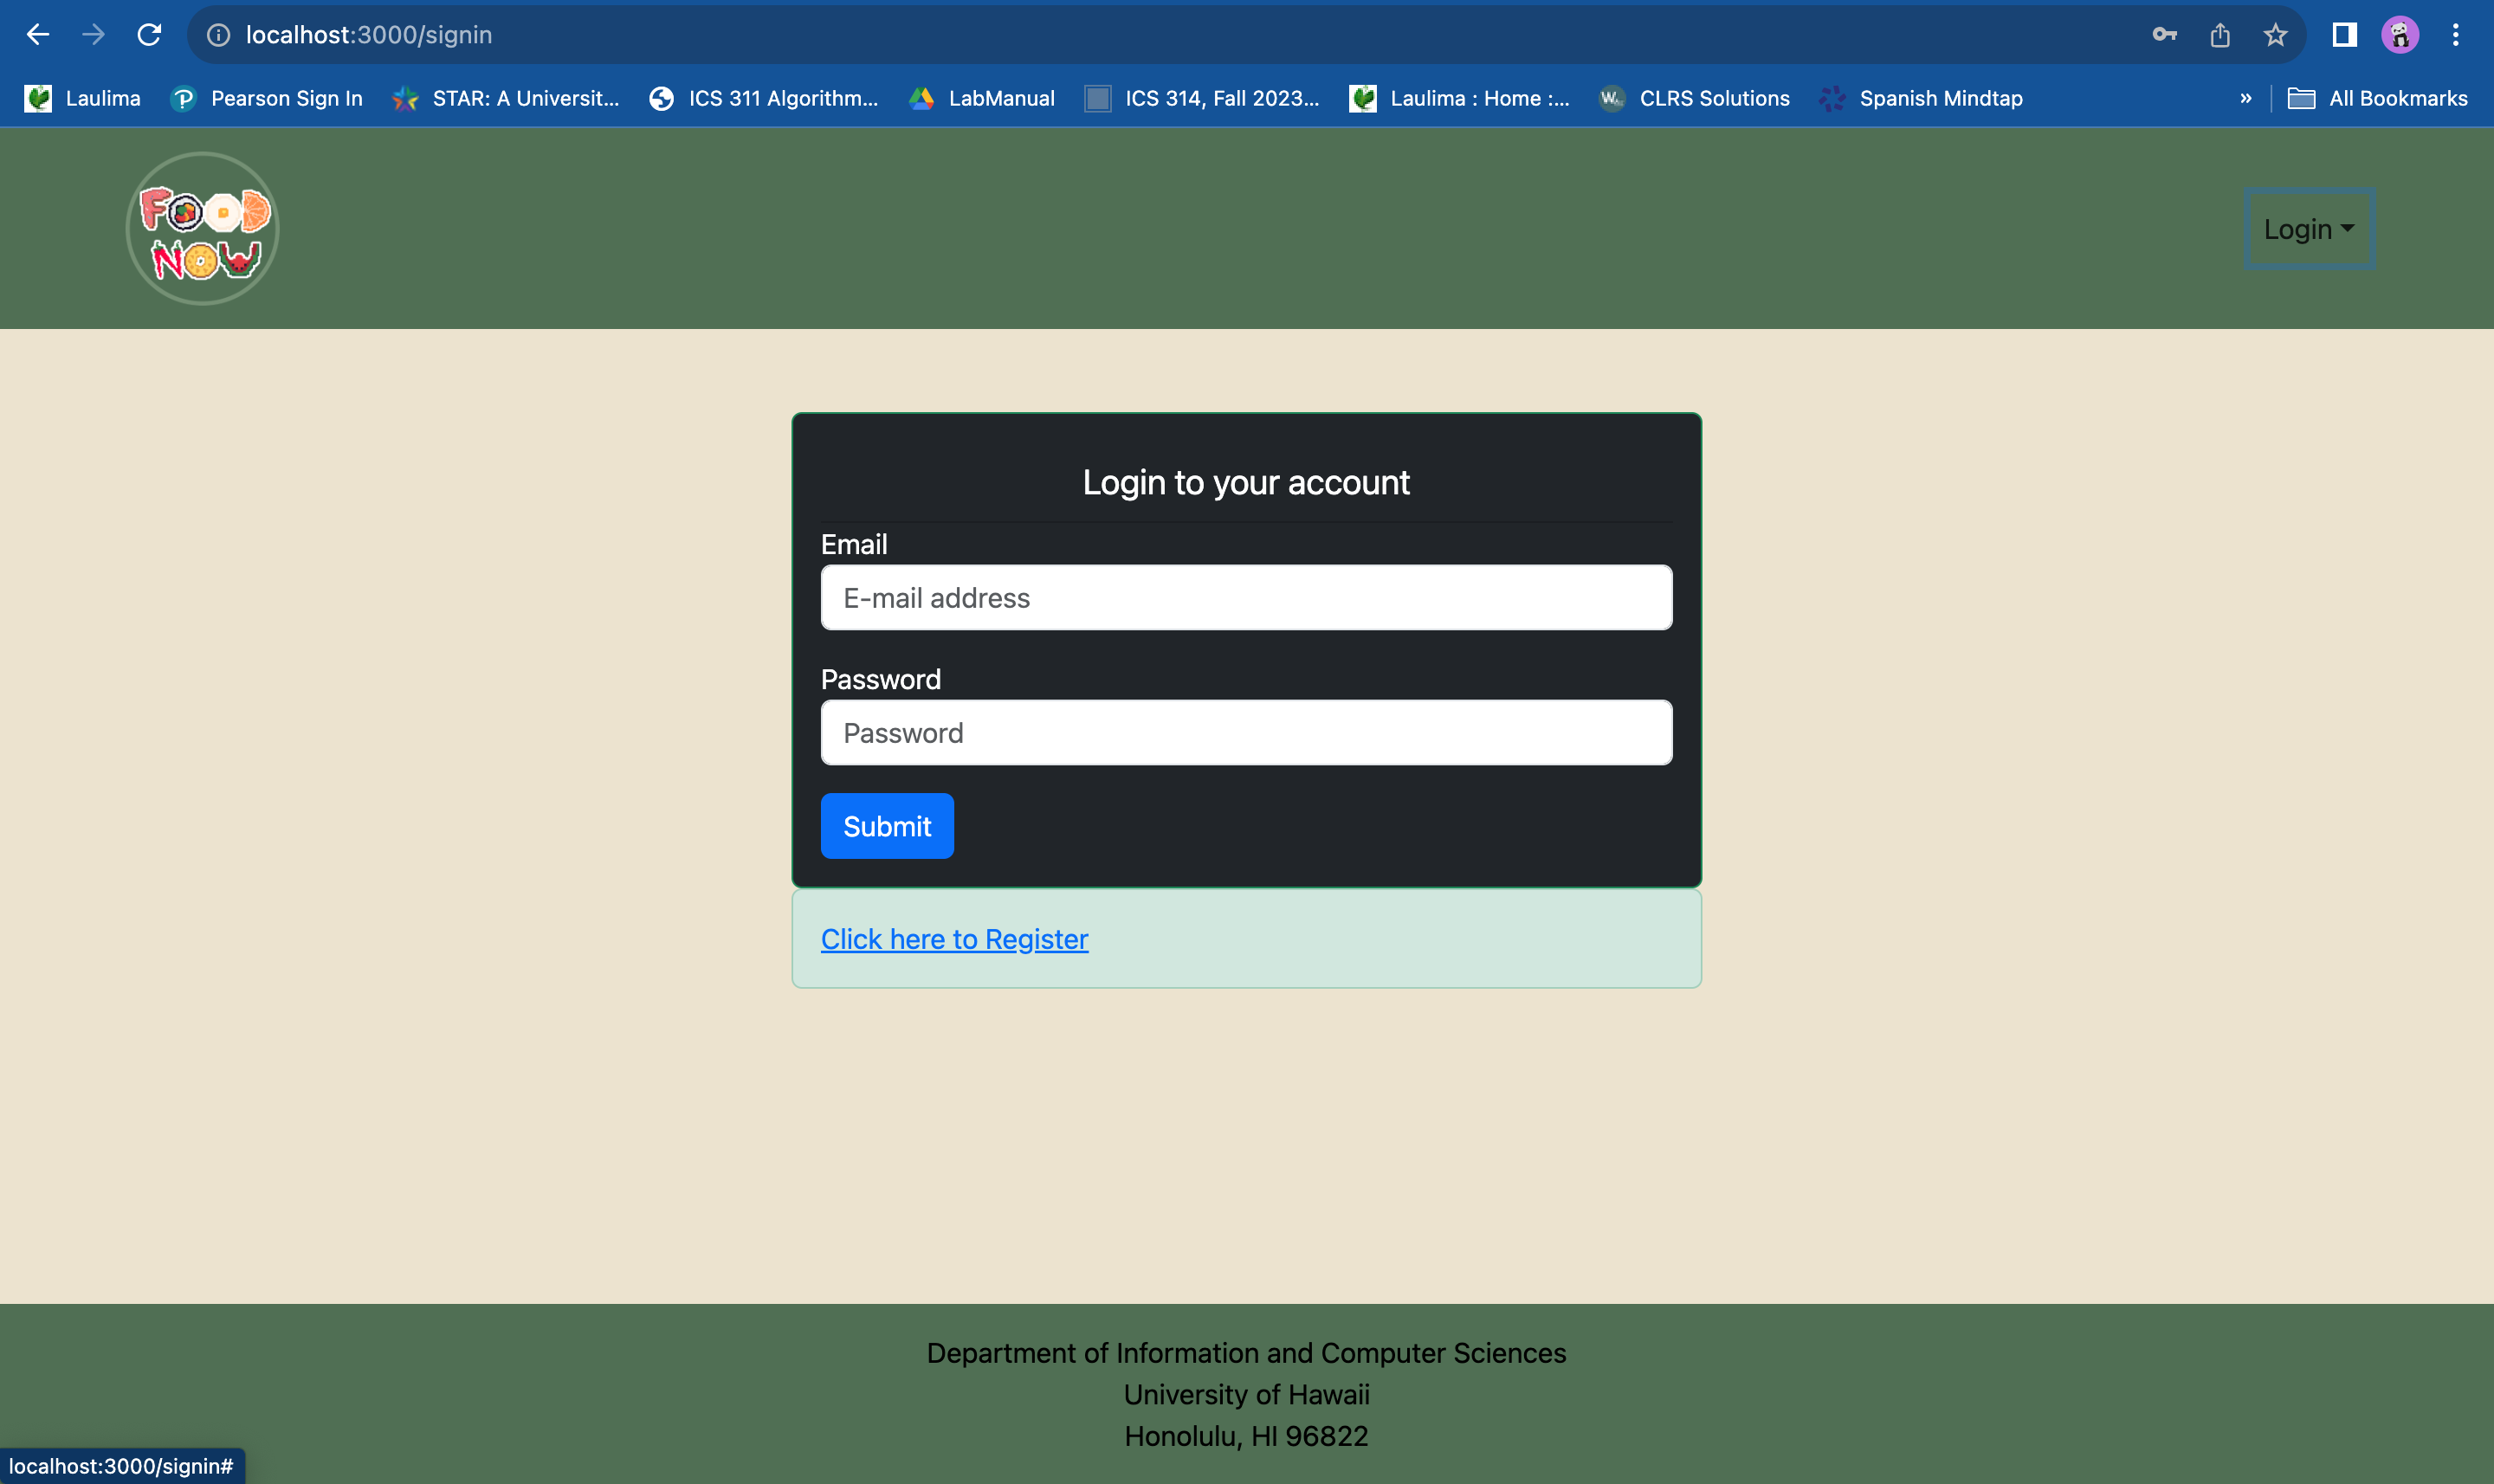 localhost:3000/signin
Laulima
Pearson Sign In
STAR: A Universit...
ICS 311 Algorithm...
LabManual
ICS 314, Fall 2023...
Laulima : Home :...
CLRS Solutions
Spanish Mindtap
»
All Bookmarks
FOOD
NOW
Login
Login to your account
Email
E-mail address
Password
Password
Submit
Click here to Register
Department of Information and Computer Sciences
University of Hawaii
Honolulu, HI 96822
localhost:3000/signin#